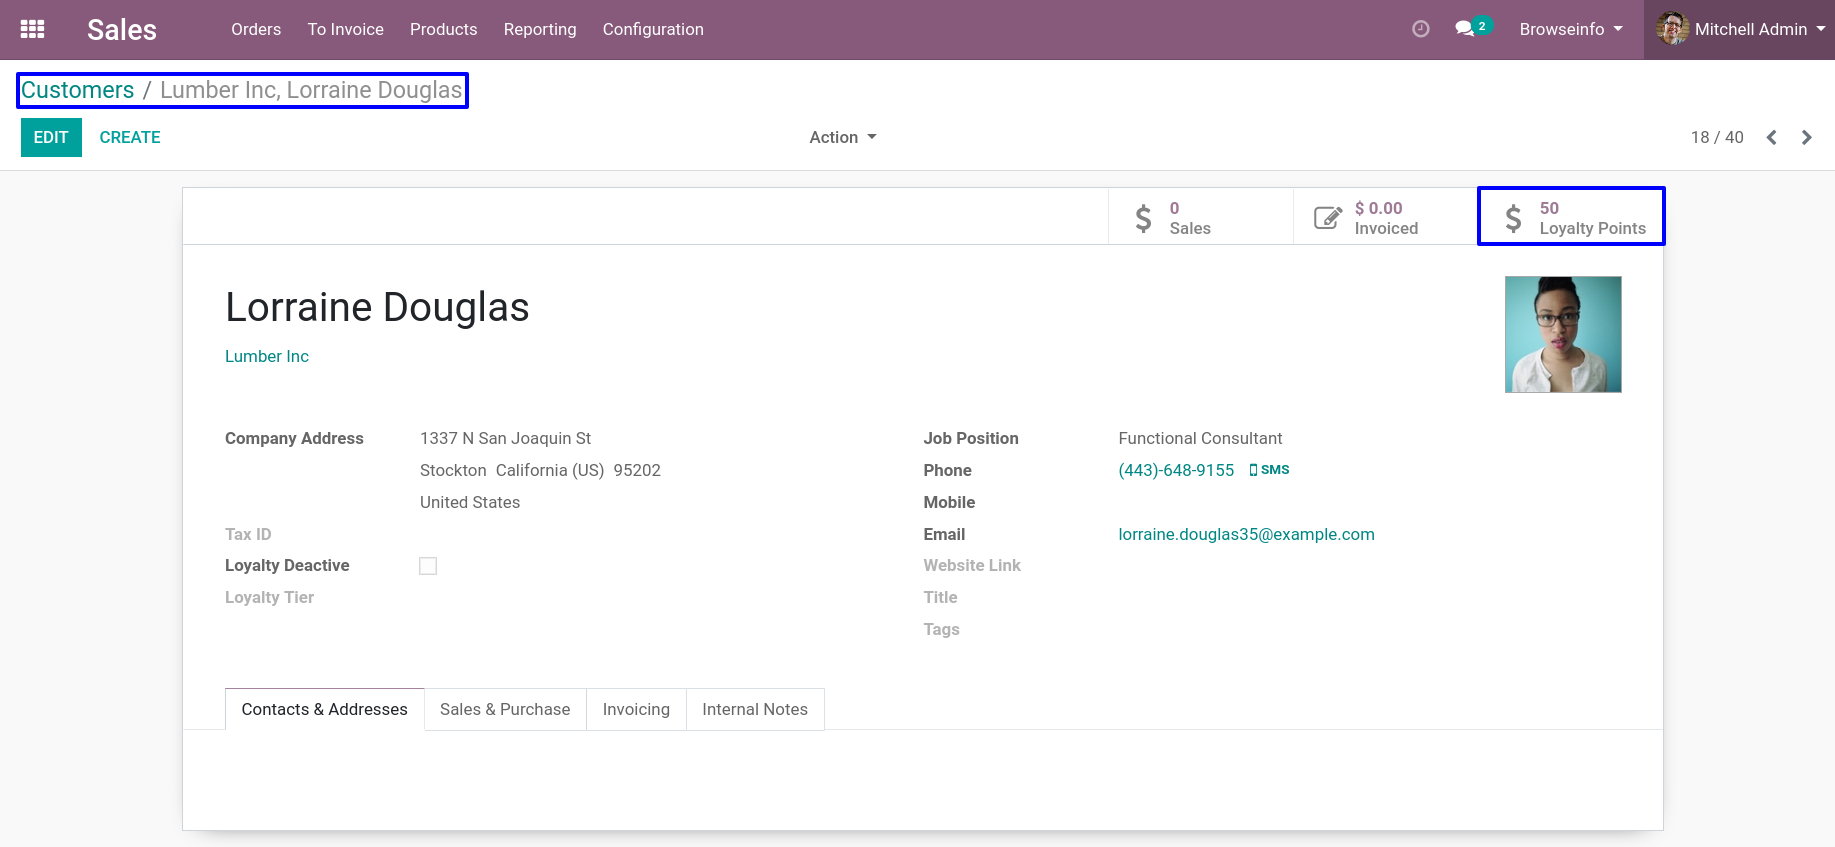 Sales Orders To Invoice Products Reporting Configuration 2 Browseinfo Mitchell Admin
Customers / Lumber Inc, Lorraine Douglas
EDIT CREATE Action 18 / 40
0 Sales
$ 0.00 Invoiced
50 Loyalty Points
Lorraine Douglas
Lumber Inc
Company Address 1337 N San Joaquin St
Stockton California (US) 95202
United States
Tax ID
Loyalty Deactive
Loyalty Tier
Job Position Functional Consultant
Phone (443)-648-9155 SMS
Mobile
Email lorraine.douglas35@example.com
Website Link
Title
Tags
Contacts & Addresses Sales & Purchase Invoicing Internal Notes